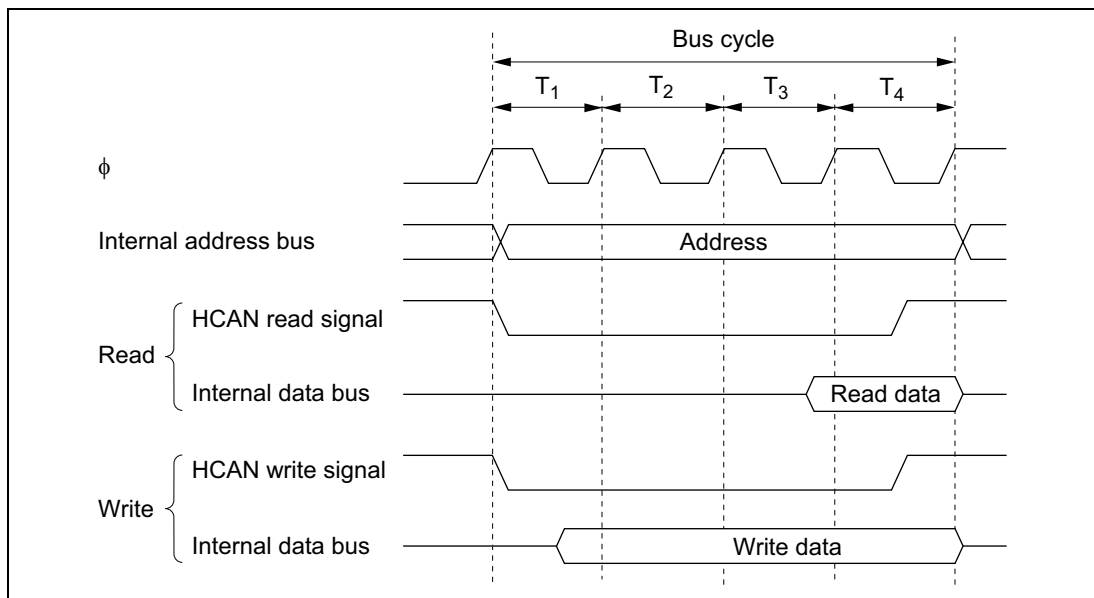 Bus cycle
T1 T2 T3 T4
ϕ
Internal address bus Address
HCAN read signal
Read
Internal data bus Read data
HCAN write signal
Write
Internal data bus Write data